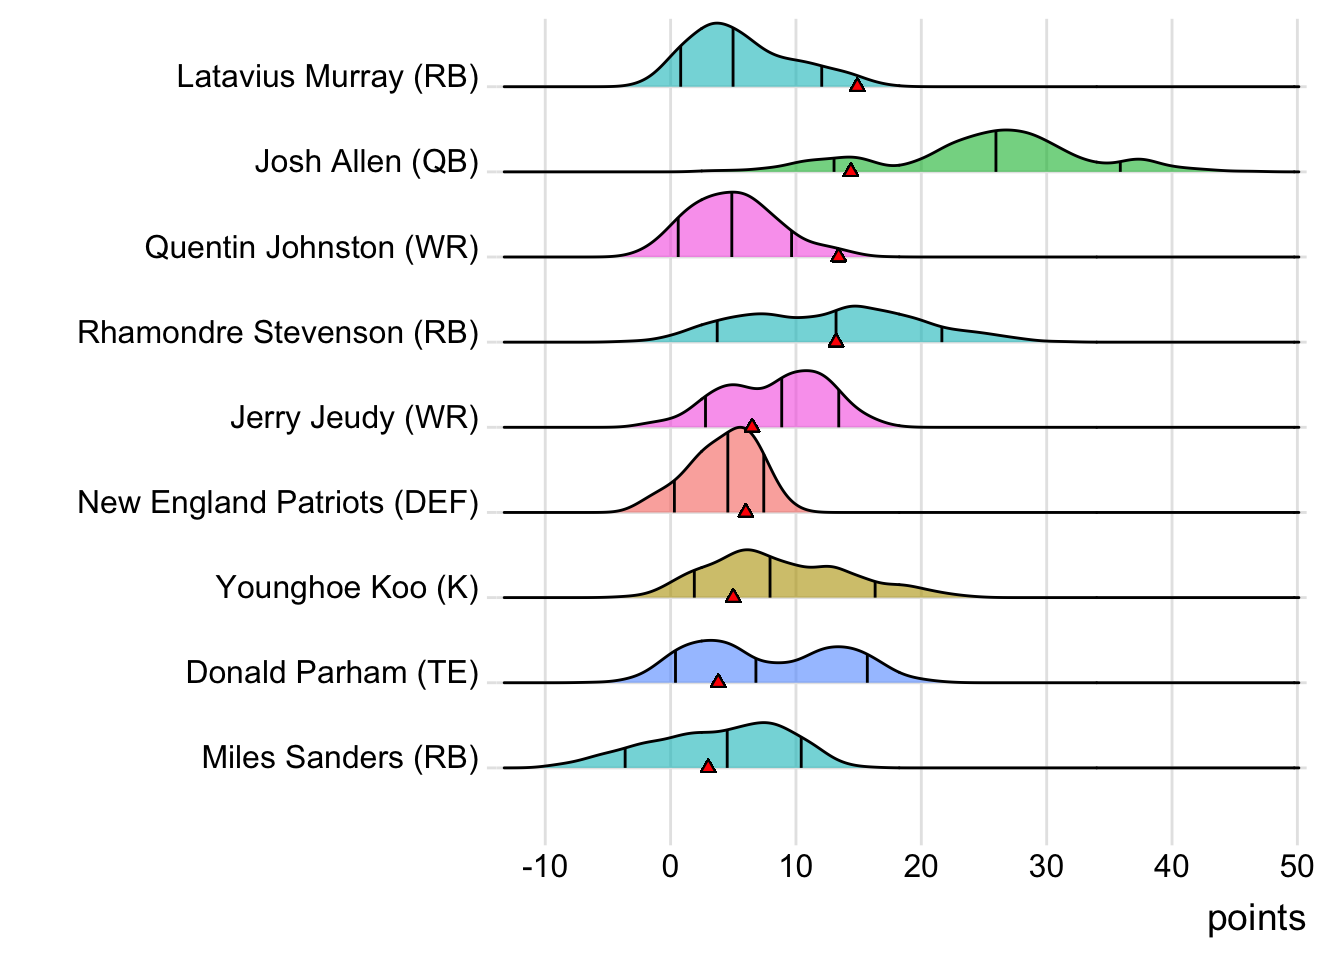 Latavius Murray (RB)
Josh Allen (QB)
Quentin Johnston (WR)
Rhamondre Stevenson (RB)
Jerry Jeudy (WR)
New England Patriots (DEF)
Younghoe Koo (K)
Donald Parham (TE)
Miles Sanders (RB)
-10 0 10 20 30 40 50
points